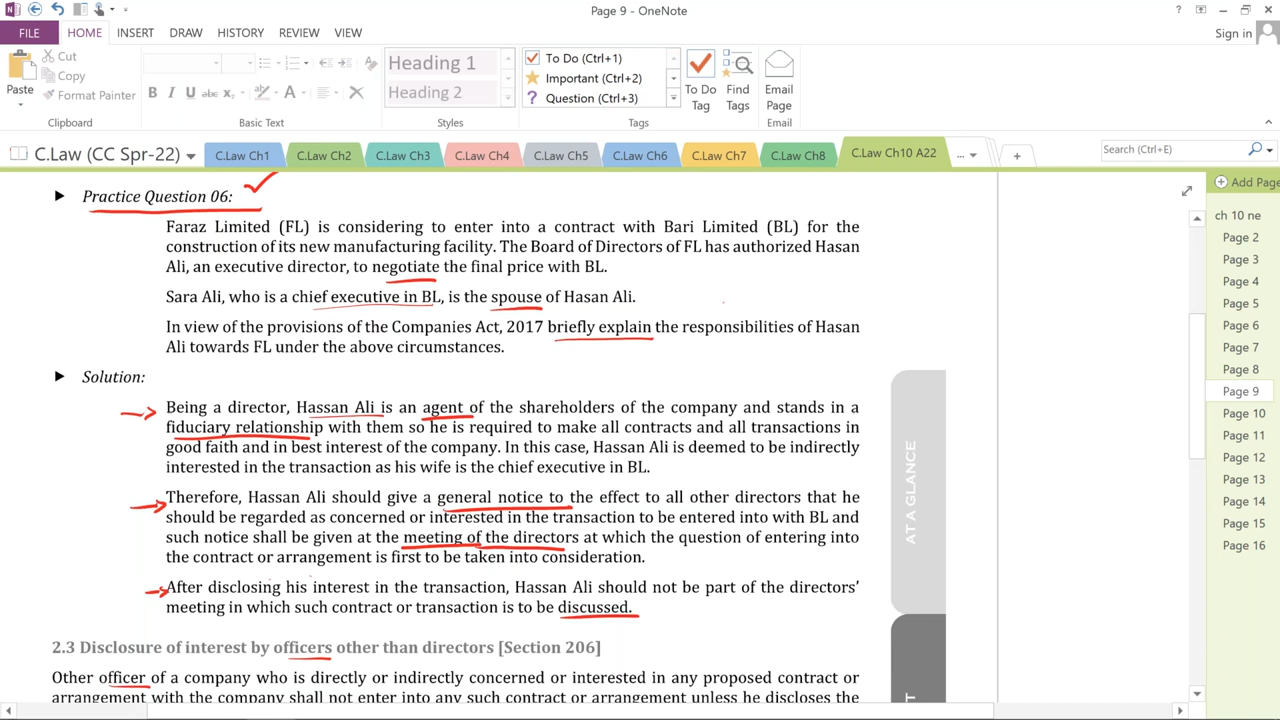 Page 9 - OneNote
FILE HOME INSERT DRAW HISTORY REVIEW VIEW Sign in
Paste
Cut
Copy
Format Painter
Clipboard
B I U abc x₂ A
Basic Text
Heading 1
Heading 2
Styles
To Do (Ctrl+1)
Important (Ctrl+2)
? Question (Ctrl+3)
To Do Tag
Find Tags
Tags
Email Page
Email
C.Law (CC Spr-22) C.Law Ch1 C.Law Ch2 C.Law Ch3 C.Law Ch4 C.Law Ch5 C.Law Ch6 C.Law Ch7 C.Law Ch8 C.Law Ch10 A22 ... + Search (Ctrl+E)
Practice Question 06:
Faraz Limited (FL) is considering to enter into a contract with Bari Limited (BL) for the
construction of its new manufacturing facility. The Board of Directors of FL has authorized Hasan
Ali, an executive director, to negotiate the final price with BL.
Sara Ali, who is a chief executive in BL, is the spouse of Hasan Ali.
In view of the provisions of the Companies Act, 2017 briefly explain the responsibilities of Hasan
Ali towards FL under the above circumstances.
Solution:
Being a director, Hassan Ali is an agent of the shareholders of the company and stands in a
fiduciary relationship with them so he is required to make all contracts and all transactions in
good faith and in best interest of the company. In this case, Hassan Ali is deemed to be indirectly
interested in the transaction as his wife is the chief executive in BL.
Therefore, Hassan Ali should give a general notice to the effect to all other directors that he
should be regarded as concerned or interested in the transaction to be entered into with BL and
such notice shall be given at the meeting of the directors at which the question of entering into
the contract or arrangement is first to be taken into consideration.
After disclosing his interest in the transaction, Hassan Ali should not be part of the directors'
meeting in which such contract or transaction is to be discussed.
2.3 Disclosure of interest by officers other than directors [Section 206]
Other officer of a company who is directly or indirectly concerned or interested in any proposed contract or
arrangement with the company shall not enter into any such contract or arrangement unless he discloses the
AT A GLANCE
Add Page
ch 10 ne
Page 2
Page 3
Page 4
Page 5
Page 6
Page 7
Page 8
Page 9
Page 10
Page 11
Page 12
Page 13
Page 14
Page 15
Page 16